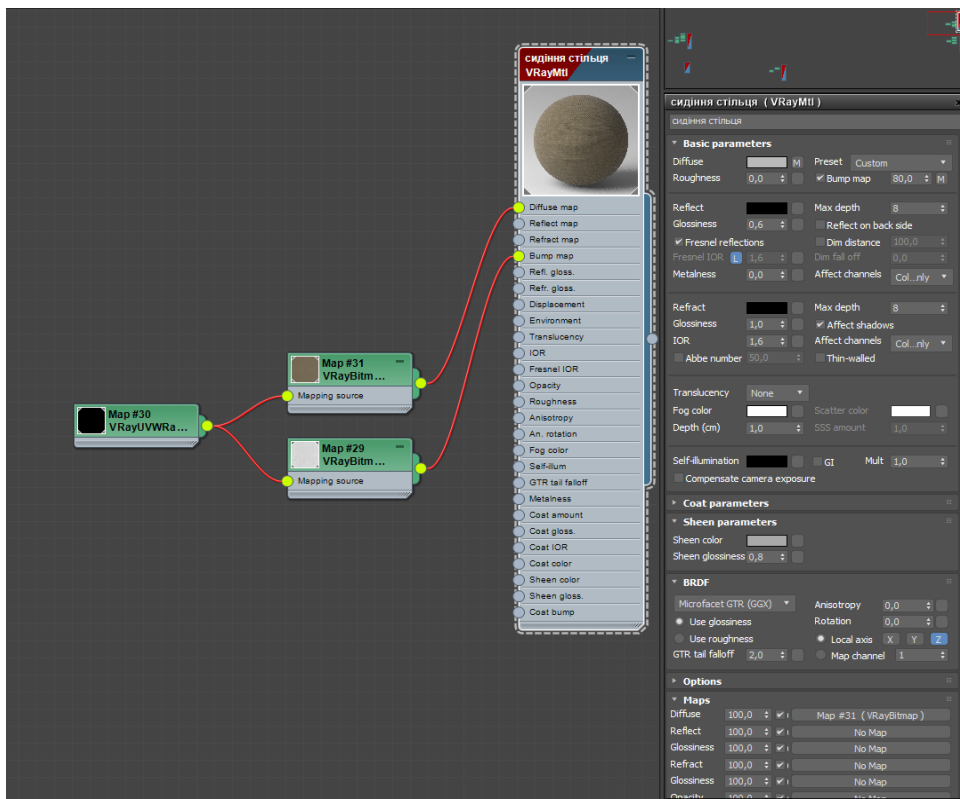 сидіння стільця
VRayMtl
Diffuse map
Reflect map
Refract map
Bump map
Refl. gloss.
Refr. gloss.
Displacement
Environment
Translucency
IOR
Fresnel IOR
Opacity
Roughness
Anisotropy
An. rotation
Fog color
Self-illum
GTR tail falloff
Metalness
Coat amount
Coat gloss.
Coat IOR
Coat color
Sheen color
Sheen gloss.
Coat bump
Map #31
VRayBitm...
Mapping source
Map #30
VRayUVWRa...
Map #29
VRayBitm...
Mapping source
сидіння стільця ( VRayMtl )
сидіння стільця
Basic parameters
Diffuse M Preset Custom
Roughness 0,0 Bump map 80,0 M
Reflect Max depth 8
Glossiness 0,6 Reflect on back side
Fresnel reflections Dim distance 100,0
Fresnel IOR L 1,6 Dim fall off 0,0
Metalness 0,0 Affect channels Col...nly
Refract Max depth 8
Glossiness 1,0 Affect shadows
IOR 1,6 Affect channels Col...nly
Abbe number 50,0 Thin-walled
Translucency None
Fog color Scatter color
Depth (cm) 1,0 SSS amount 1,0
Self-illumination GI Mult 1,0
Compensate camera exposure
Coat parameters
Sheen parameters
Sheen color
Sheen glossiness 0,8
BRDF
Microfacet GTR (GGX) Anisotropy 0,0
Use glossiness Rotation 0,0
Use roughness Local axis X Y Z
GTR tail falloff 2,0 Map channel 1
Options
Maps
Diffuse 100,0 Map #31 ( VRayBitmap )
Reflect 100,0 No Map
Glossiness 100,0 No Map
Refract 100,0 No Map
Glossiness 100,0 No Map
Opacity 100,0 No Map